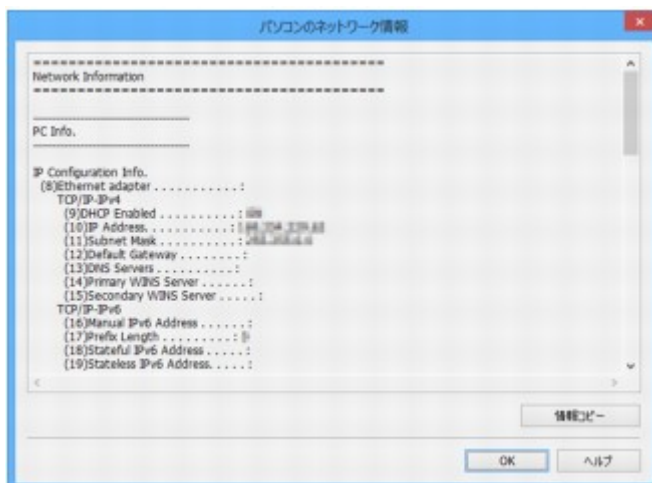 パソコンのネットワーク情報
========================================
Network Information
========================================
--------------------------------
PC Info.
--------------------------------
IP Configuration Info.
(8)Ethernet adapter . . . . . . . . . . . :
TCP/IP-IPv4
(9)DHCP Enabled . . . . . . . . . . :
(10)IP Address. . . . . . . . . . . . :
(11)Subnet Mask . . . . . . . . . . :
(12)Default Gateway . . . . . . . . :
(13)DNS Servers . . . . . . . . . . :
(14)Primary WINS Server . . . . . . :
(15)Secondary WINS Server . . . . . :
TCP/IP-IPv6
(16)Manual IPv6 Address . . . . . . :
(17)Prefix Length . . . . . . . . . :
(18)Stateful IPv6 Address . . . . . :
(19)Stateless IPv6 Address. . . . . :
情報コピー
OK
ヘルプ